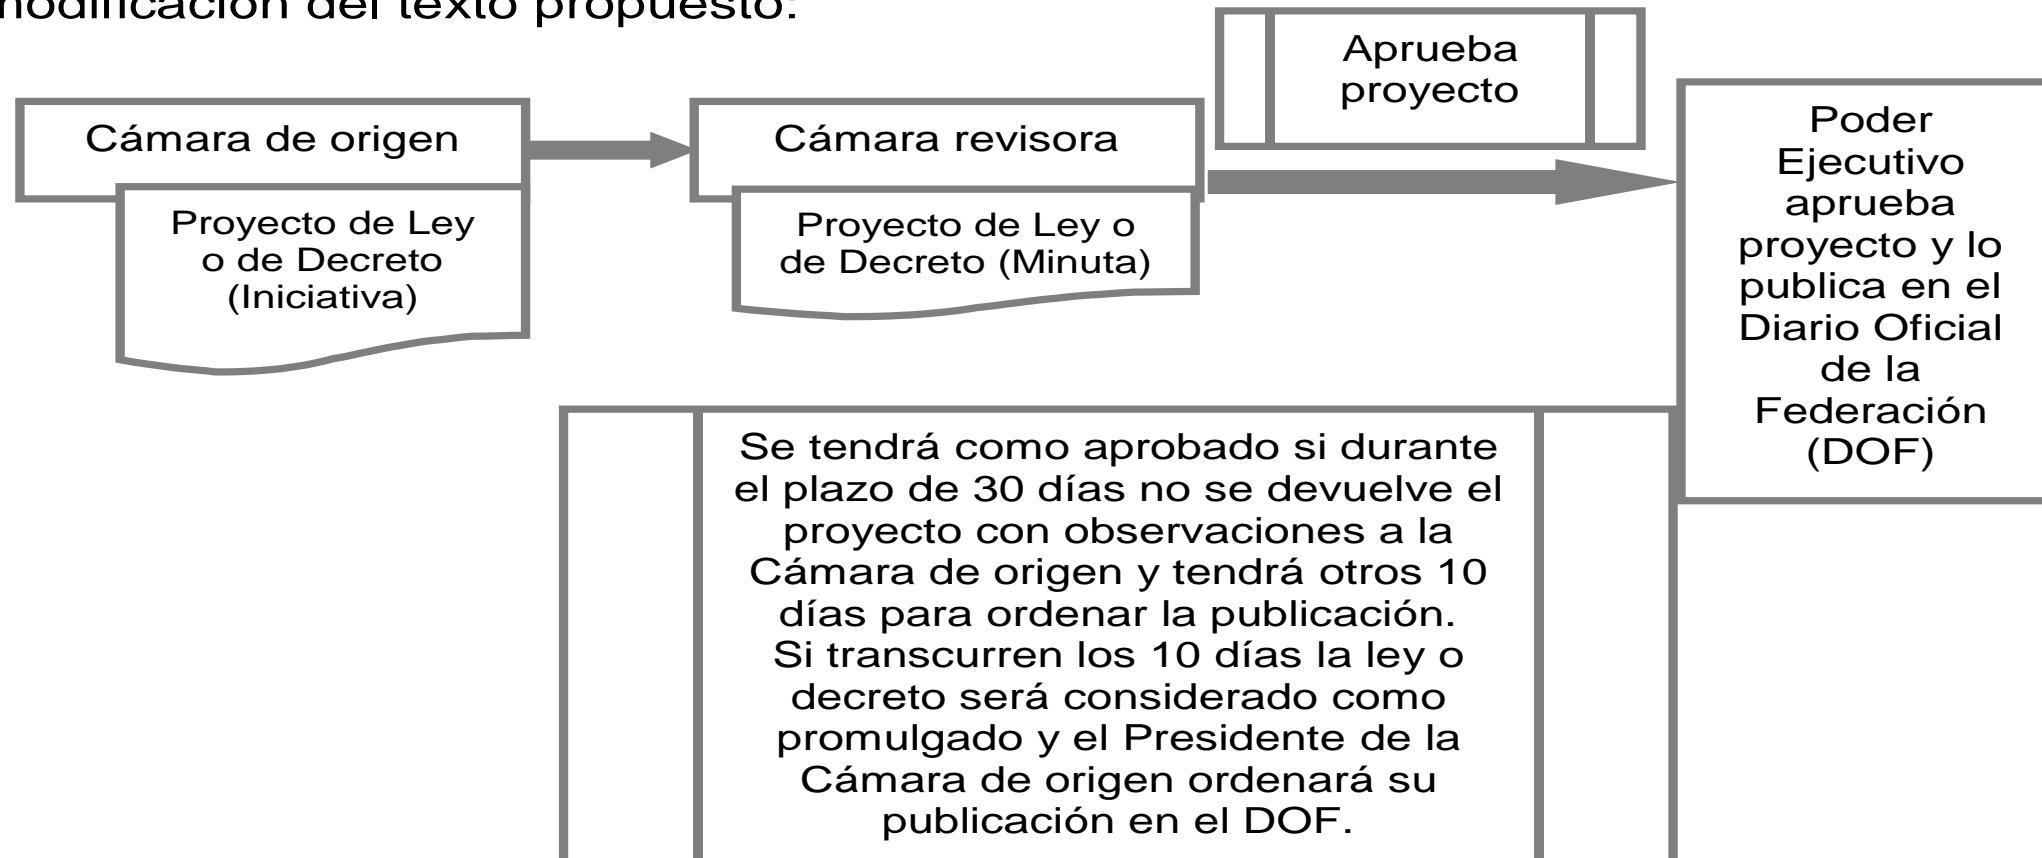 modificación del texto propuesto:
Cámara de origen
Proyecto de Ley
o de Decreto
(Iniciativa)
Cámara revisora
Proyecto de Ley o
de Decreto (Minuta)
Aprueba
proyecto
Poder
Ejecutivo
aprueba
proyecto y lo
publica en el
Diario Oficial
de la
Federación
(DOF)
Se tendrá como aprobado si durante
el plazo de 30 días no se devuelve el
proyecto con observaciones a la
Cámara de origen y tendrá otros 10
días para ordenar la publicación.
Si transcurren los 10 días la ley o
decreto será considerado como
promulgado y el Presidente de la
Cámara de origen ordenará su
publicación en el DOF.